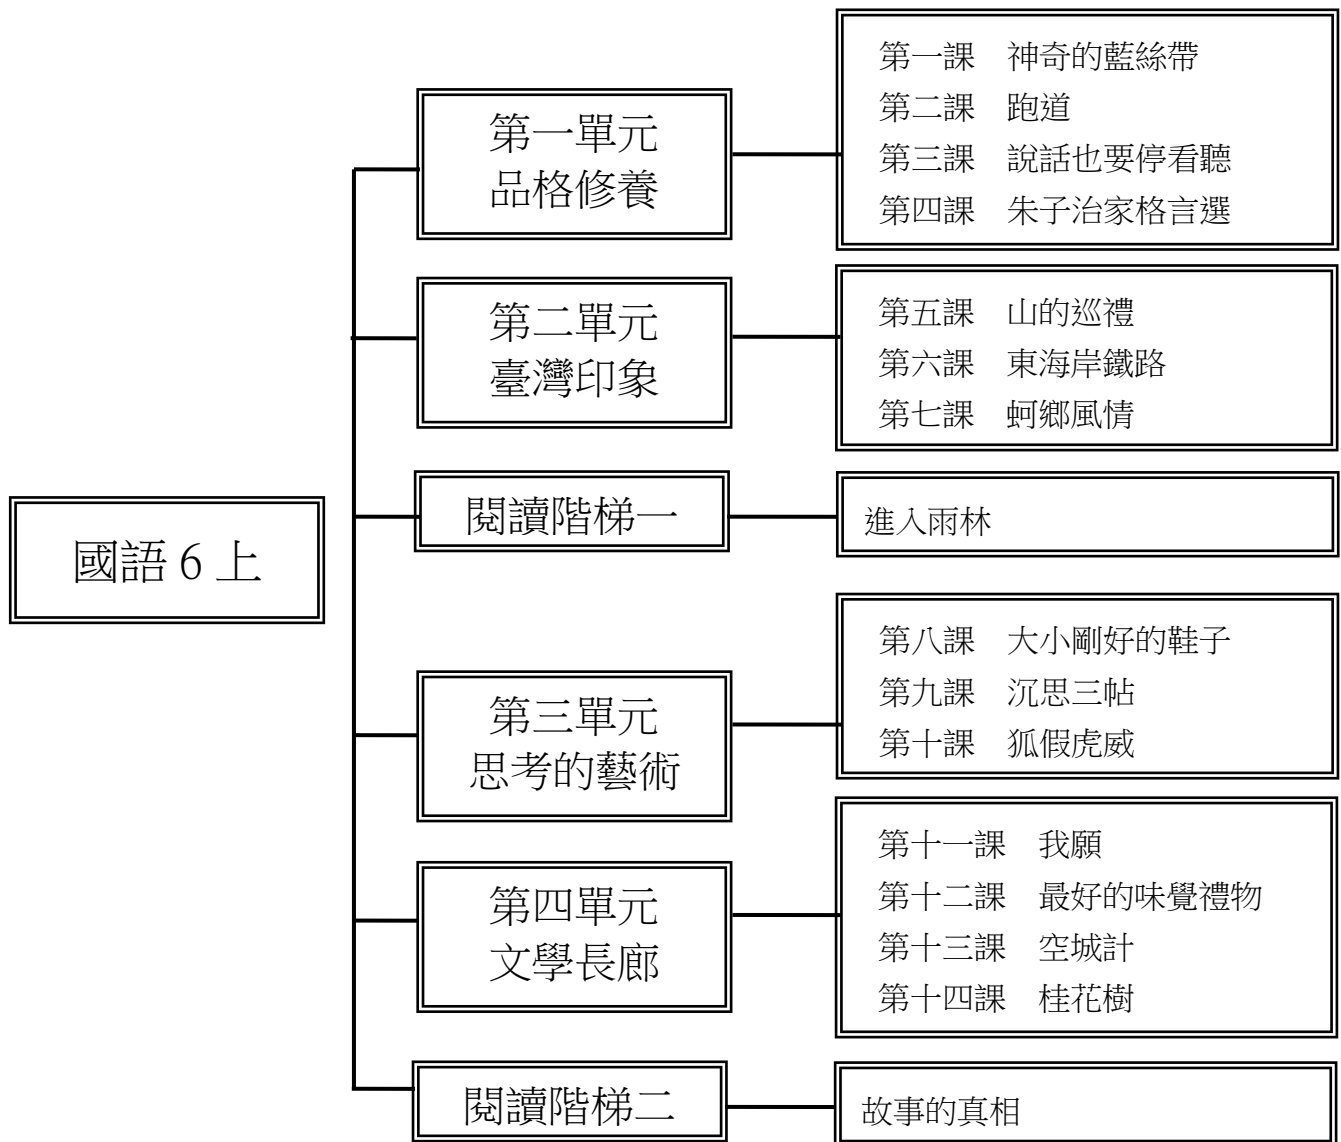 國語 6 上
第一單元
品格修養
第一課 神奇的藍絲帶
第二課 跑道
第三課 說話也要停看聽
第四課 朱子治家格言選
第二單元
臺灣印象
第五課 山的巡禮
第六課 東海岸鐵路
第七課 蚵鄉風情
閱讀階梯一
進入雨林
第三單元
思考的藝術
第八課 大小剛好的鞋子
第九課 沉思三帖
第十課 狐假虎威
第四單元
文學長廊
第十一課 我願
第十二課 最好的味覺禮物
第十三課 空城計
第十四課 桂花樹
閱讀階梯二
故事的真相